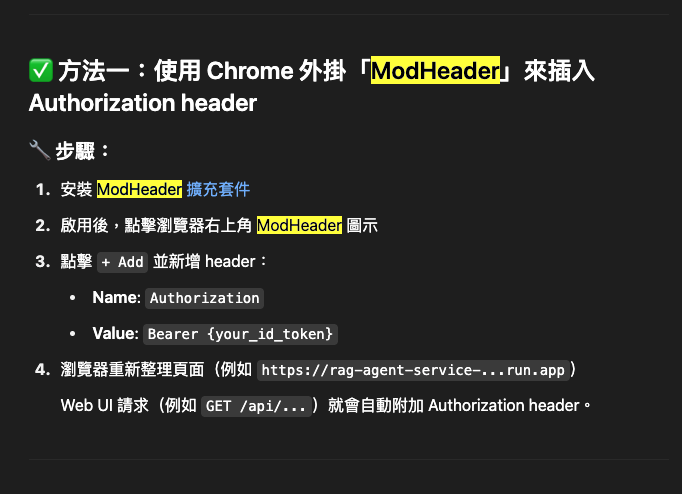 ✅ 方法一：使用 Chrome 外掛「ModHeader」來插入
Authorization header
🔧 步驟：
1. 安裝 ModHeader 擴充套件
2. 啟用後，點擊瀏覽器右上角 ModHeader 圖示
3. 點擊 + Add 並新增 header：
• Name: Authorization
• Value: Bearer {your_id_token}
4. 瀏覽器重新整理頁面（例如 https://rag-agent-service-...run.app）
Web UI 請求（例如 GET /api/...）就會自動附加 Authorization header。